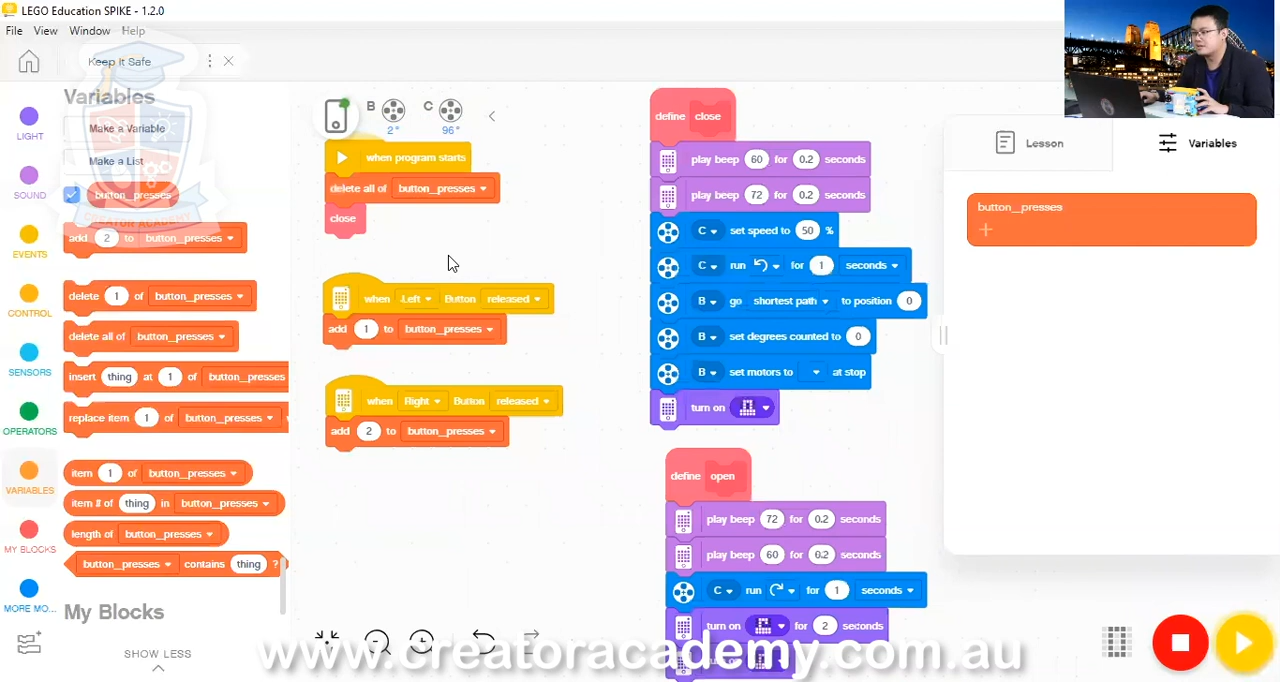 LEGO Education SPIKE - 1.2.0
File View Window Help
Keep It Safe
LIGHT
SOUND
EVENTS
CONTROL
SENSORS
OPERATORS
VARIABLES
MY BLOCKS
MORE MO...
Variables
Make a Variable
Make a List
button_presses
CREATOR ACADEMY
add 2 to button_presses
delete 1 of button_presses
delete all of button_presses
insert thing at 1 of button_presses
replace item 1 of button_presses
item 1 of button_presses
item # of thing in button_presses
length of button_presses
button_presses contains thing ?
My Blocks
SHOW LESS
B 2°
C 96°
when program starts
delete all of button_presses
close
when Left Button released
add 1 to button_presses
when Right Button released
add 2 to button_presses
define close
play beep 60 for 0.2 seconds
play beep 72 for 0.2 seconds
C set speed to 50 %
C run for 1 seconds
B go shortest path to position 0
B set degrees counted to 0
B set motors to at stop
turn on
define open
play beep 72 for 0.2 seconds
play beep 60 for 0.2 seconds
C run for 1 seconds
turn on for 2 seconds
Lesson
Variables
button_presses
+
www.creatoracademy.com.au